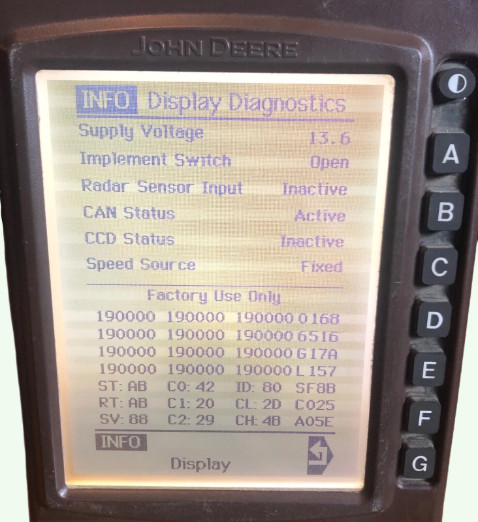 JOHN DEERE
INFO Display Diagnostics
Supply Voltage 13.6
Implement Switch Open
Radar Sensor Input Inactive
CAN Status Active
CCD Status Inactive
Speed Source Fixed
Factory Use Only
190000 190000 190000 0168
190000 190000 190000 6516
190000 190000 190000 G17A
190000 190000 190000 L157
ST: AB C0: 42 ID: 80 SF8B
RT: AB C1: 20 CL: 2D C025
SV: 88 C2: 29 CH: 4B A05E
INFO
Display
A
B
C
D
E
F
G